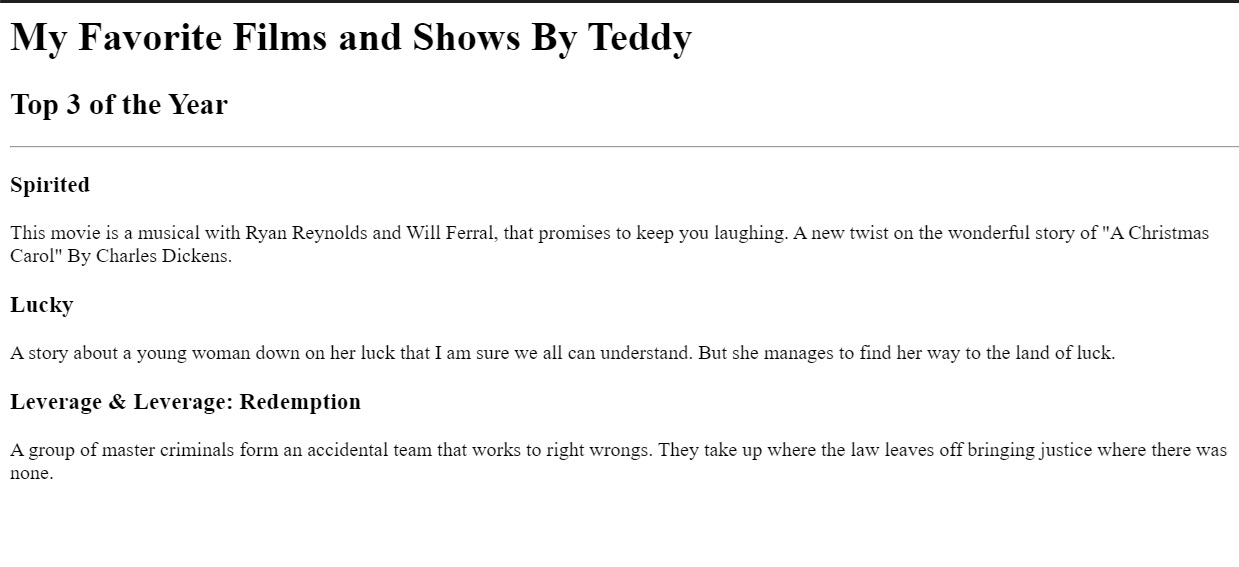 My Favorite Films and Shows By Teddy
Top 3 of the Year
Spirited
This movie is a musical with Ryan Reynolds and Will Ferral, that promises to keep you laughing. A new twist on the wonderful story of "A Christmas
Carol" By Charles Dickens.
Lucky
A story about a young woman down on her luck that I am sure we all can understand. But she manages to find her way to the land of luck.
Leverage & Leverage: Redemption
A group of master criminals form an accidental team that works to right wrongs. They take up where the law leaves off bringing justice where there was
none.